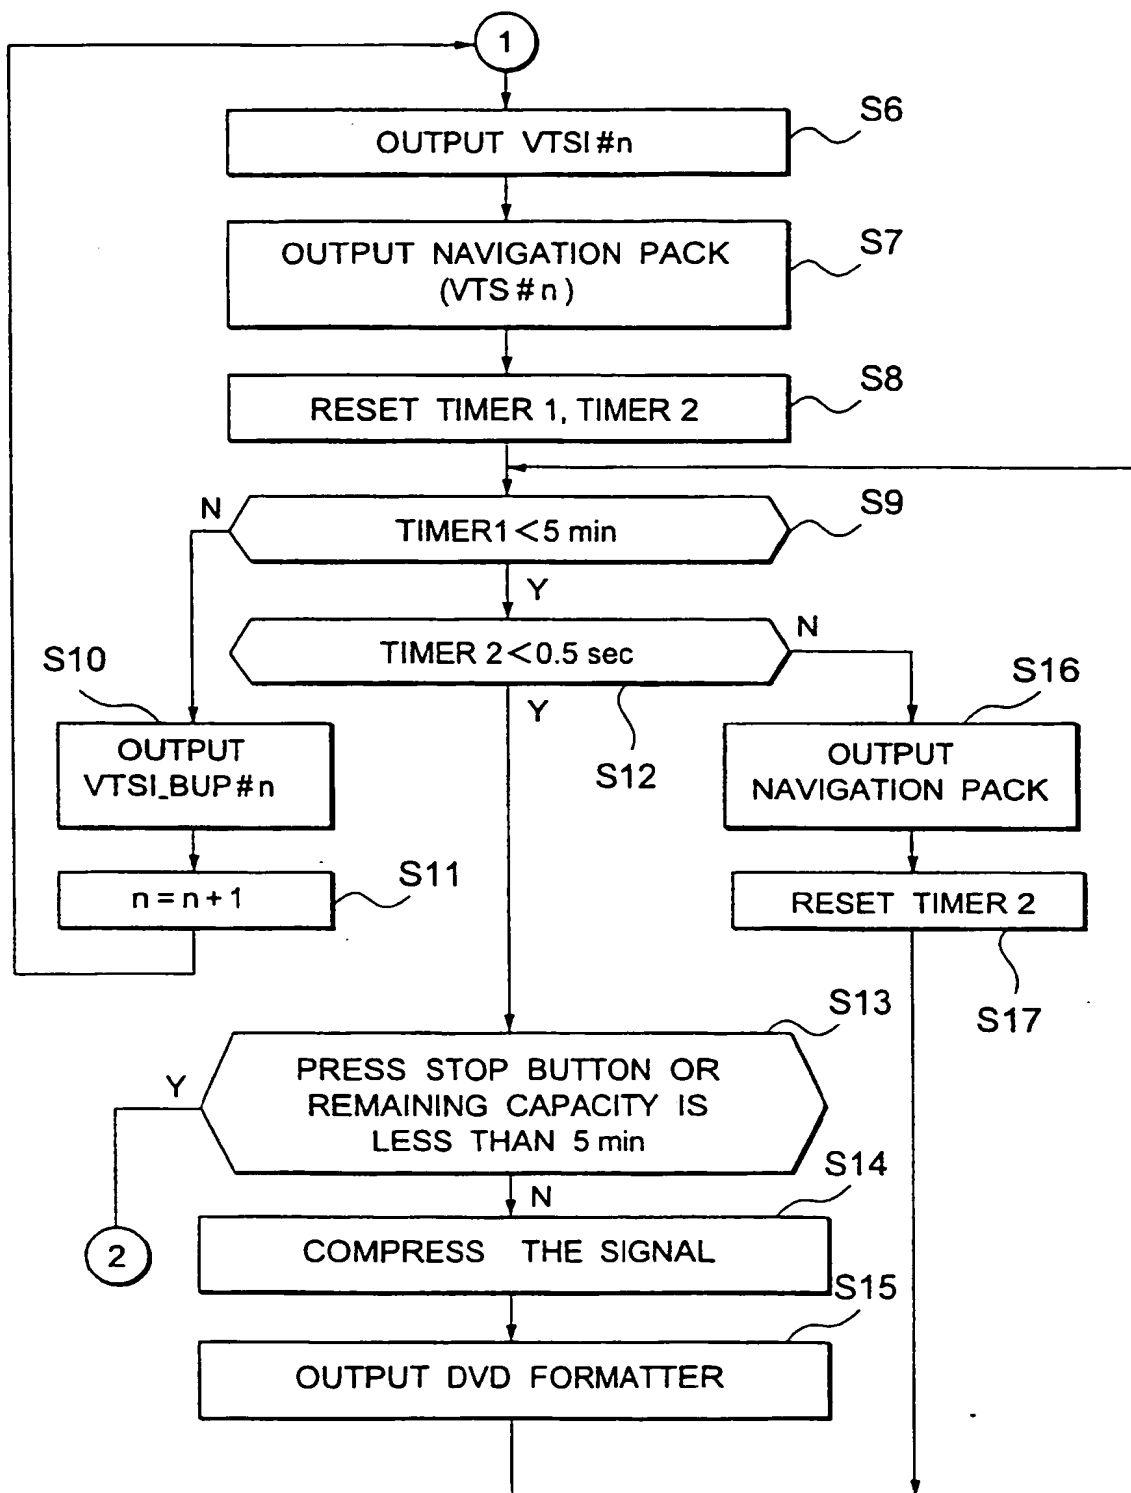 1
S6
OUTPUT VTSI#n
S7
OUTPUT NAVIGATION PACK
(VTS#n)
S8
RESET TIMER 1, TIMER 2
N
S9
TIMER1<5 min
Y
N
TIMER 2<0.5 sec
S10
S16
Y
OUTPUT
VTSI_BUP#n
S12
OUTPUT
NAVIGATION PACK
n=n+1
S11
RESET TIMER 2
S13
S17
Y
PRESS STOP BUTTON OR
REMAINING CAPACITY IS
LESS THAN 5 min
S14
N
2
COMPRESS THE SIGNAL
S15
OUTPUT DVD FORMATTER